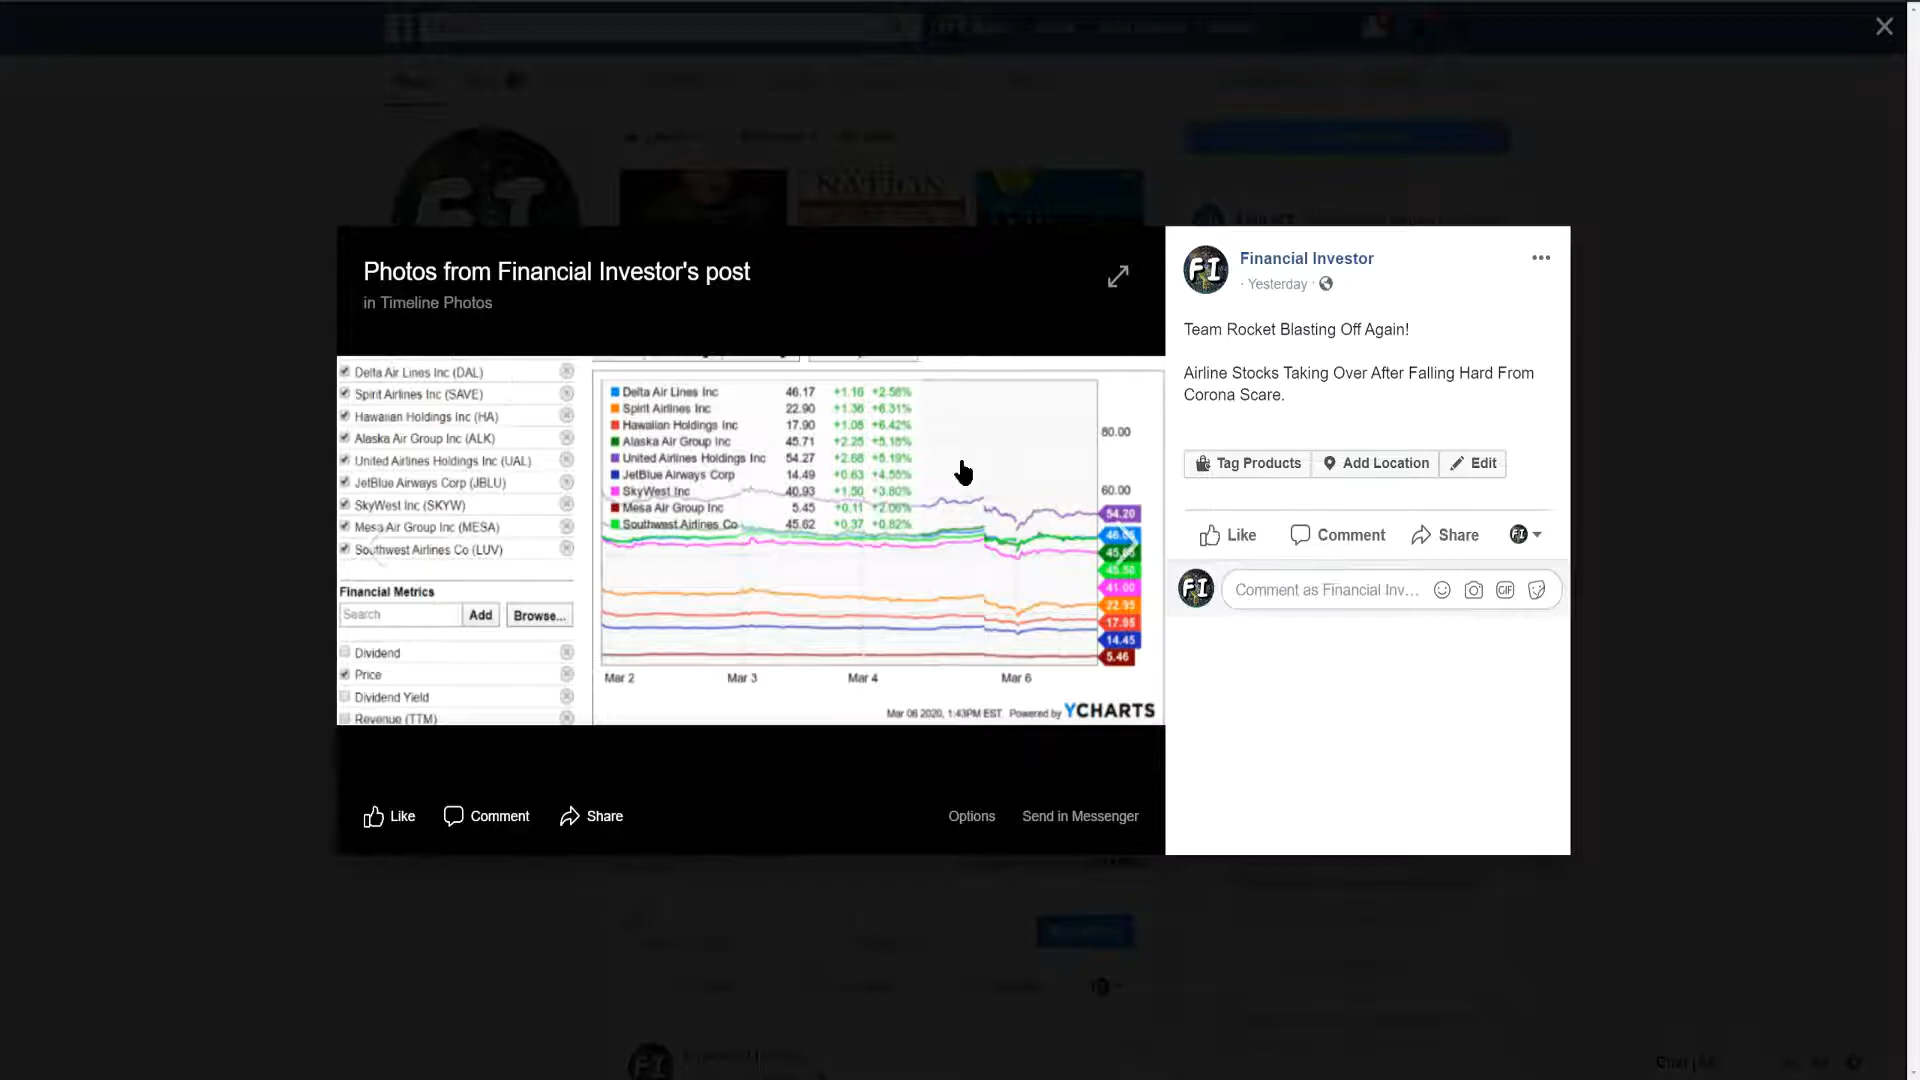 Photos from Financial Investor's post
in Timeline Photos
Delta Air Lines Inc (DAL)
Spirit Airlines Inc (SAVE)
Hawaiian Holdings Inc (HA)
Alaska Air Group Inc (ALK)
United Airlines Holdings Inc (UAL)
JetBlue Airways Corp (JBLU)
SkyWest Inc (SKYW)
Mesa Air Group Inc (MESA)
Southwest Airlines Co (LUV)
Financial Metrics
Search Add Browse...
Dividend
Price
Dividend Yield
Revenue (TTM)
Delta Air Lines Inc 46.17 +1.16 +2.58%
Spirit Airlines Inc 22.90 +1.36 +6.31%
Hawaiian Holdings Inc 17.90 +1.08 +6.42%
Alaska Air Group Inc 45.71 +2.25 +5.18%
United Airlines Holdings Inc 54.27 +2.68 +5.19%
JetBlue Airways Corp 14.49 +0.63 +4.55%
SkyWest Inc 40.93 +1.50 +3.80%
Mesa Air Group Inc 5.45 +0.11 +2.06%
Southwest Airlines Co 45.62 +0.37 +0.82%
80.00
60.00
54.20
45.50
41.00
22.95
17.95
14.45
5.46
Mar 2 Mar 3 Mar 4 Mar 6
Mar 06 2020, 1:43PM EST. Powered by YCHARTS
Like Comment Share Options Send in Messenger
FI
Financial Investor
· Yesterday ·
Team Rocket Blasting Off Again!
Airline Stocks Taking Over After Falling Hard From
Corona Scare.
Tag Products Add Location Edit
Like Comment Share FI
FI Comment as Financial Inv... GIF
FI
NATION